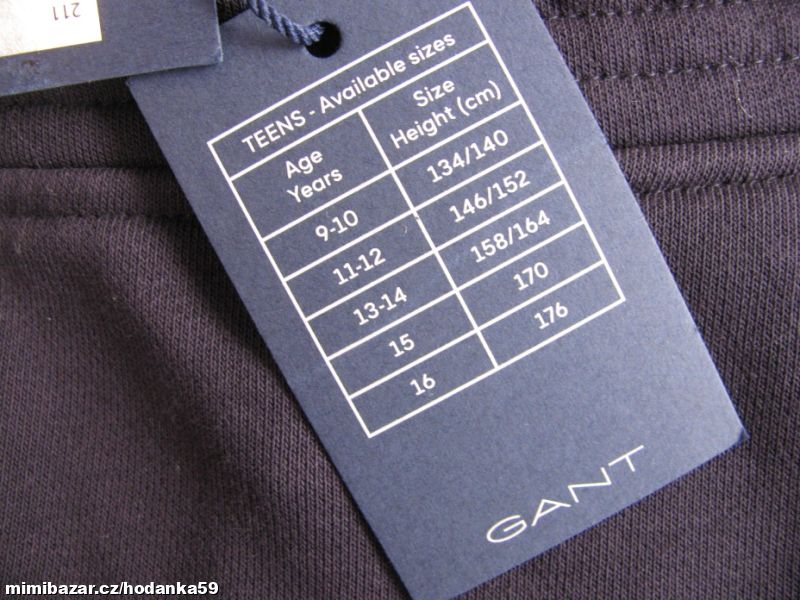 211
TEENS - Available sizes
Age Years Size Height (cm)
9-10 134/140
11-12 146/152
13-14 158/164
15 170
16 176
GANT
mimibazar.cz/hodanka59